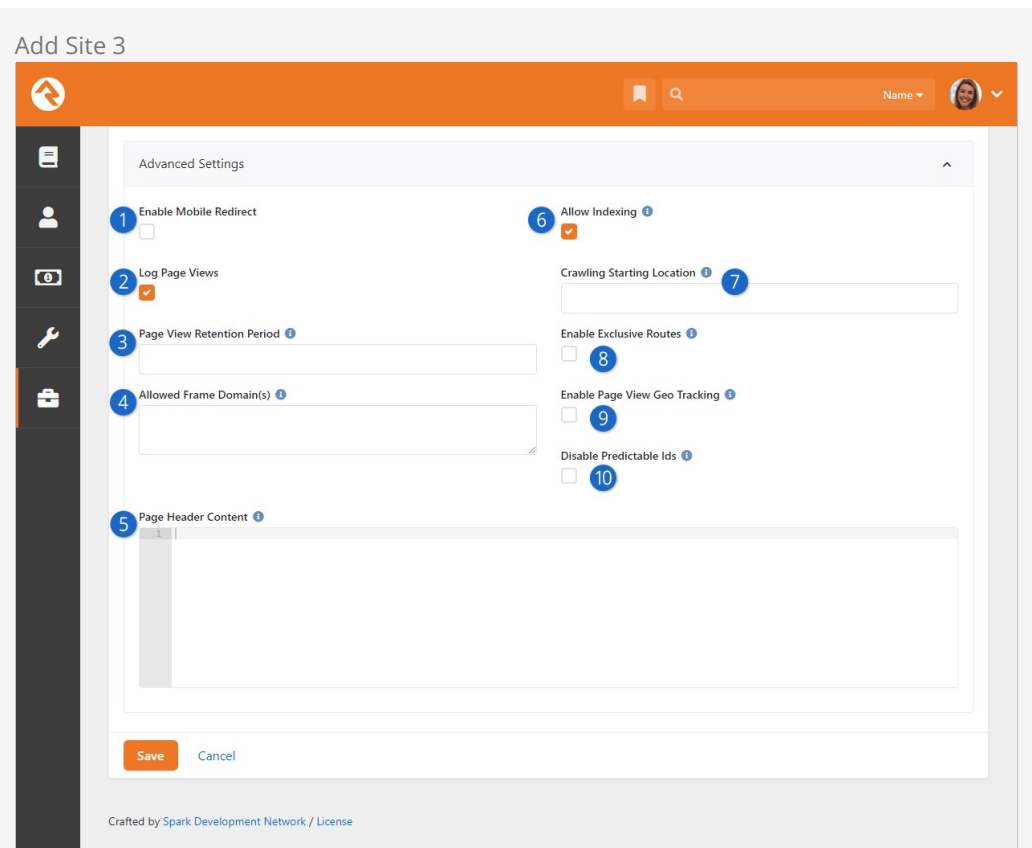 Add Site 3
Name
Advanced Settings
1 Enable Mobile Redirect
6 Allow Indexing
2 Log Page Views
Crawling Starting Location 7
3 Page View Retention Period
Enable Exclusive Routes
8
4 Allowed Frame Domain(s)
Enable Page View Geo Tracking
9
Disable Predictable Ids
10
5 Page Header Content
1
Save Cancel
Crafted by Spark Development Network / License